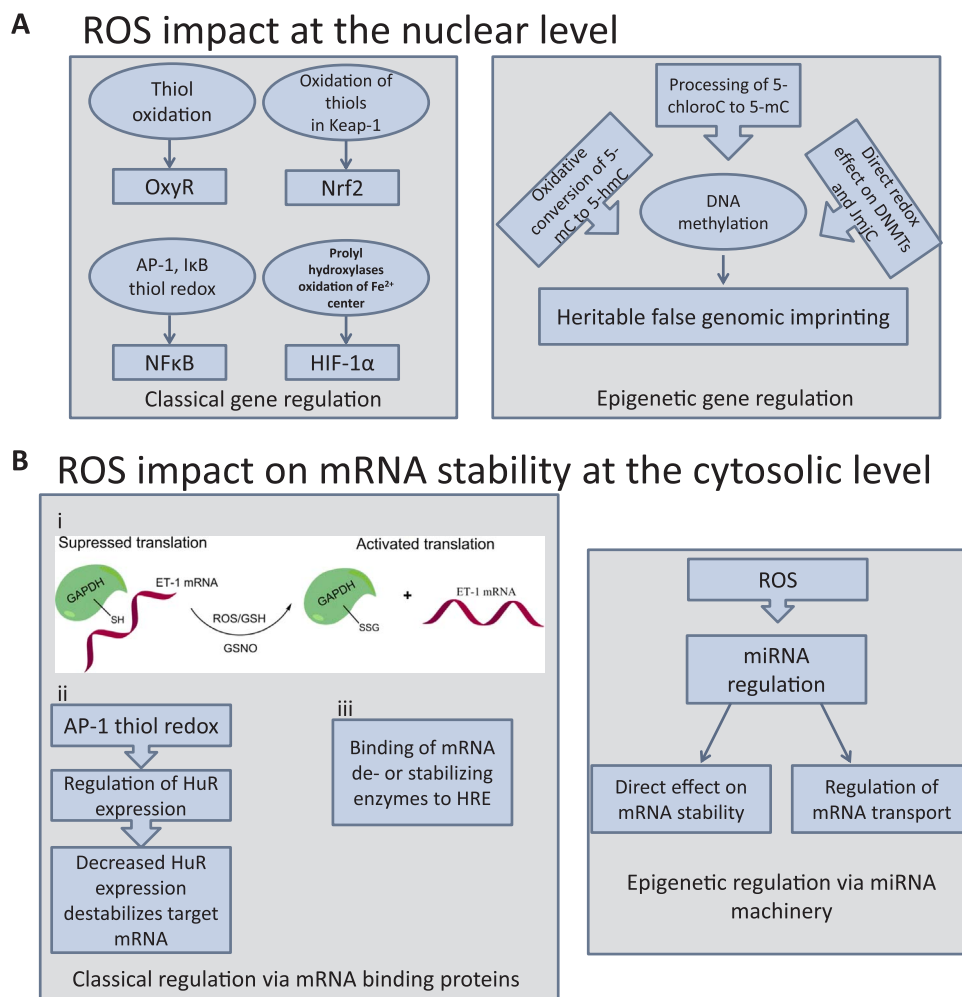 A
ROS impact at the nuclear level
Thiol
oxidation
OxyR
Oxidation of
thiols
in Keap-1
Nrf2
AP-1, IκB
thiol redox
NFκB
Prolyl
hydroxylases
oxidation of Fe²⁺
center
HIF-1α
Classical gene regulation
Processing of 5-
chloroC to 5-mC
Oxidative
conversion of 5-
mC to 5-hmC
DNA
methylation
Direct redox
effect on DNMTs
and JmjC
Heritable false genomic imprinting
Epigenetic gene regulation
B
ROS impact on mRNA stability at the cytosolic level
i
Supressed translation
GAPDH
SH
ET-1 mRNA
ROS/GSH
GSNO
Activated translation
GAPDH
SSG
+
ET-1 mRNA
ii
AP-1 thiol redox
Regulation of HuR
expression
Decreased HuR
expression
destabilizes target
mRNA
iii
Binding of mRNA
de- or stabilizing
enzymes to HRE
Classical regulation via mRNA binding proteins
ROS
miRNA
regulation
Direct effect on
mRNA stability
Regulation of
mRNA transport
Epigenetic regulation via miRNA
machinery